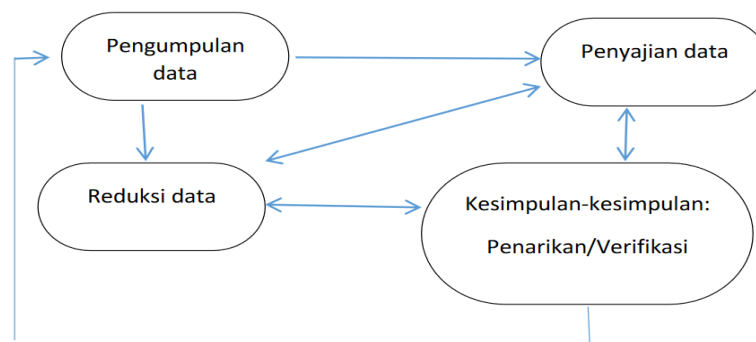 Pengumpulan
data
Penyajian data
Reduksi data
Kesimpulan-kesimpulan:
Penarikan/Verifikasi